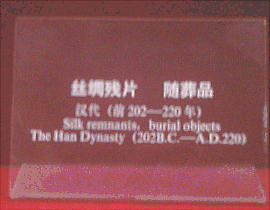 丝绸残片 随葬品
汉代（前202—220年）
Silk remnants, burial objects
The Han Dynasty (202B.C.—A.D.220)